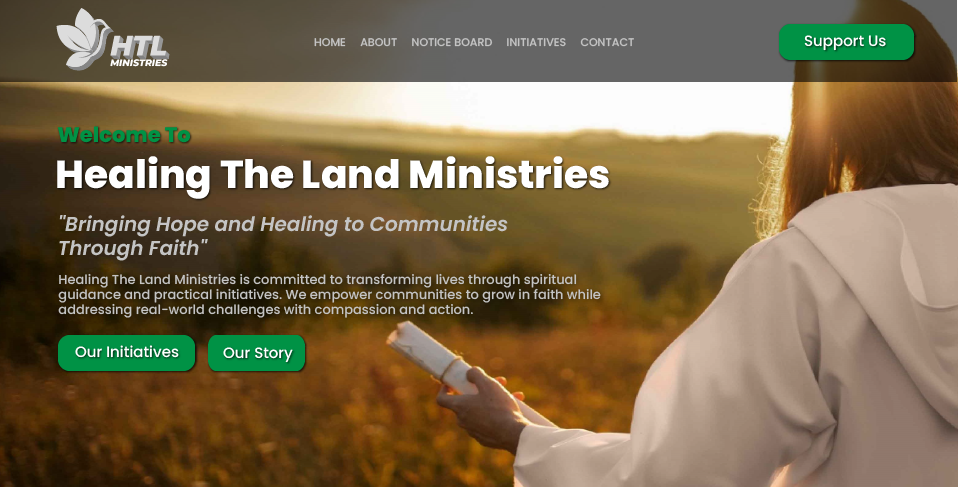 HTL
MINISTRIES
HOME ABOUT NOTICE BOARD INITIATIVES CONTACT
Support Us
Welcome To
Healing The Land Ministries
"Bringing Hope and Healing to Communities
Through Faith"
Healing The Land Ministries is committed to transforming lives through spiritual
guidance and practical initiatives. We empower communities to grow in faith while
addressing real-world challenges with compassion and action.
Our Initiatives Our Story